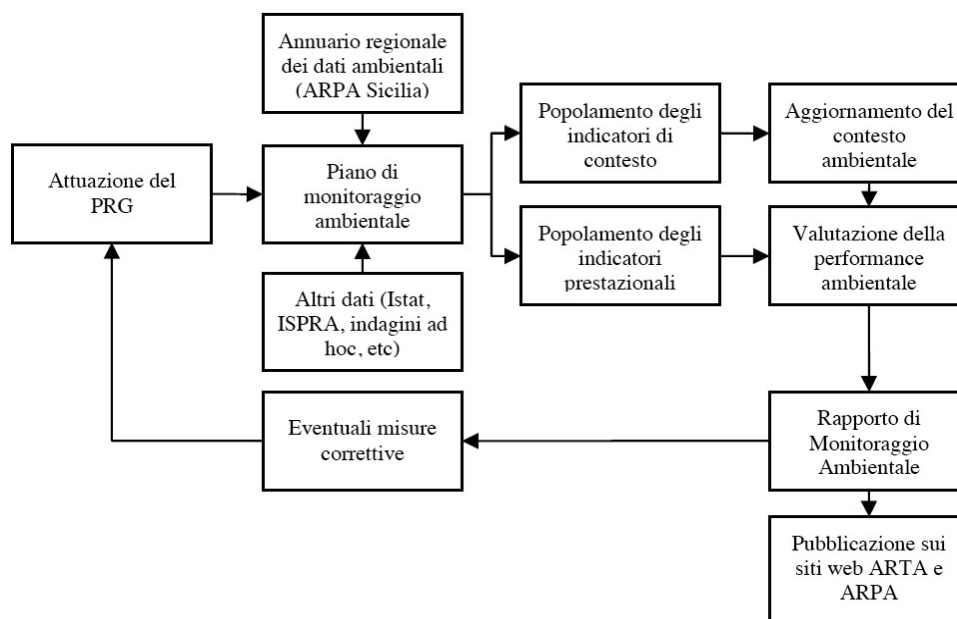 Annuario regionale
dei dati ambientali
(ARPA Sicilia)
Popolamento degli
indicatori di
contesto
Aggiornamento del
contesto
ambientale
Attuazione del
PRG
Piano di
monitoraggio
ambientale
Popolamento degli
indicatori
prestazionali
Valutazione della
performance
ambientale
Altri dati (Istat,
ISPRA, indagini ad
hoc, etc)
Eventuali misure
correttive
Rapporto di
Monitoraggio
Ambientale
Pubblicazione sui
siti web ARTA e
ARPA